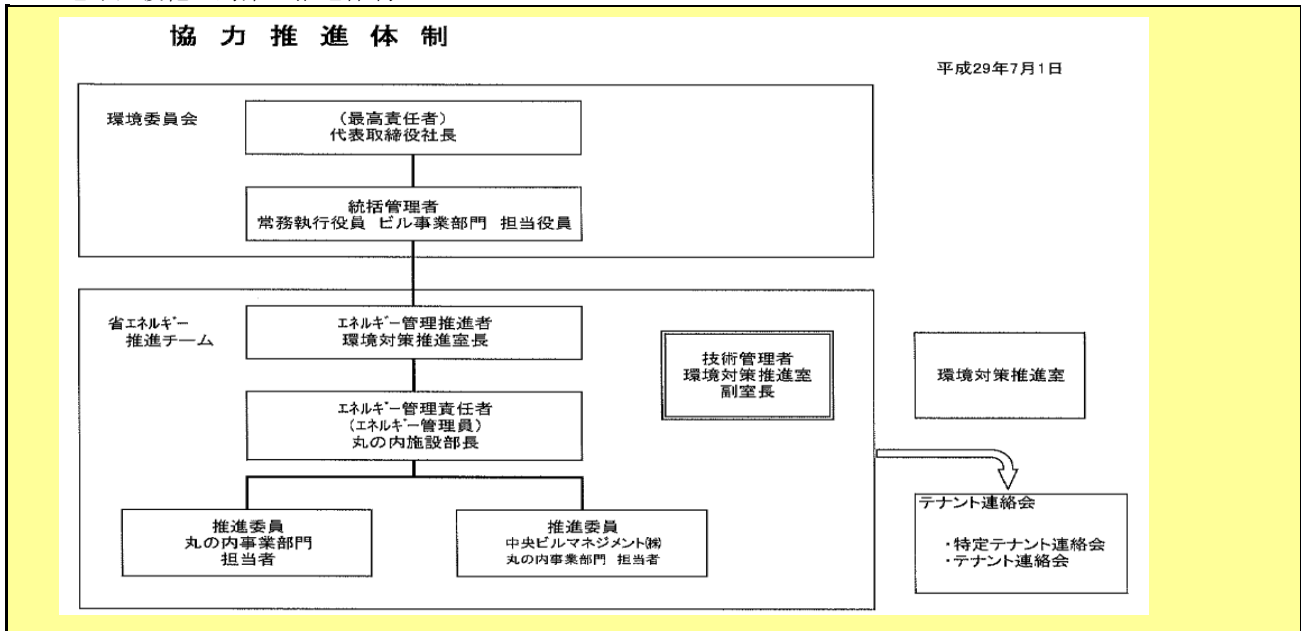 協力推進体制
平成29年7月1日
環境委員会
（最高責任者）
代表取締役社長
統括管理者
常務執行役員 ビル事業部門 担当役員
省エネルギー
推進チーム
エネルギー管理推進者
環境対策推進室長
技術管理者
環境対策推進室
副室長
環境対策推進室
エネルギー管理責任者
（エネルギー管理員）
丸の内施設部長
推進委員
丸の内事業部門
担当者
推進委員
中央ビルマネジメント㈱
丸の内事業部門 担当者
テナント連絡会
・特定テナント連絡会
・テナント連絡会